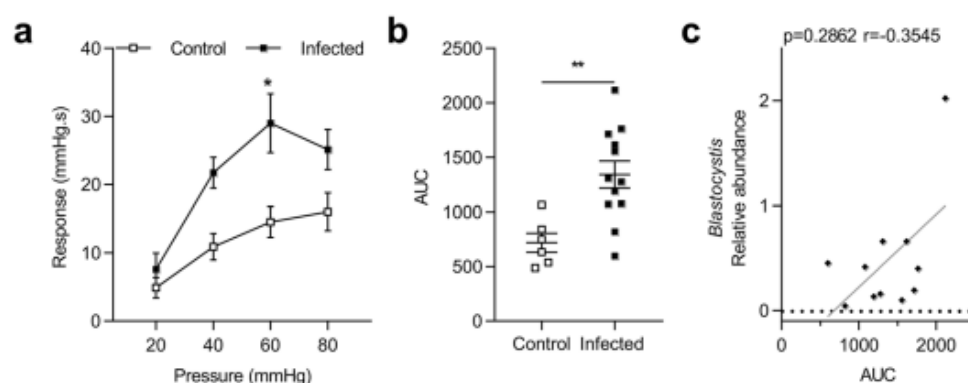 a
Control
Infected
40
30
20
10
0
*
Response (mmHg.s)
20 40 60 80
Pressure (mmHg)
b
2500
2000
1500
1000
500
0
**
AUC
Control Infected
c
p=0.2862 r=-0.3545
2
1
0
Blastocystis
Relative abundance
0 1000 2000
AUC